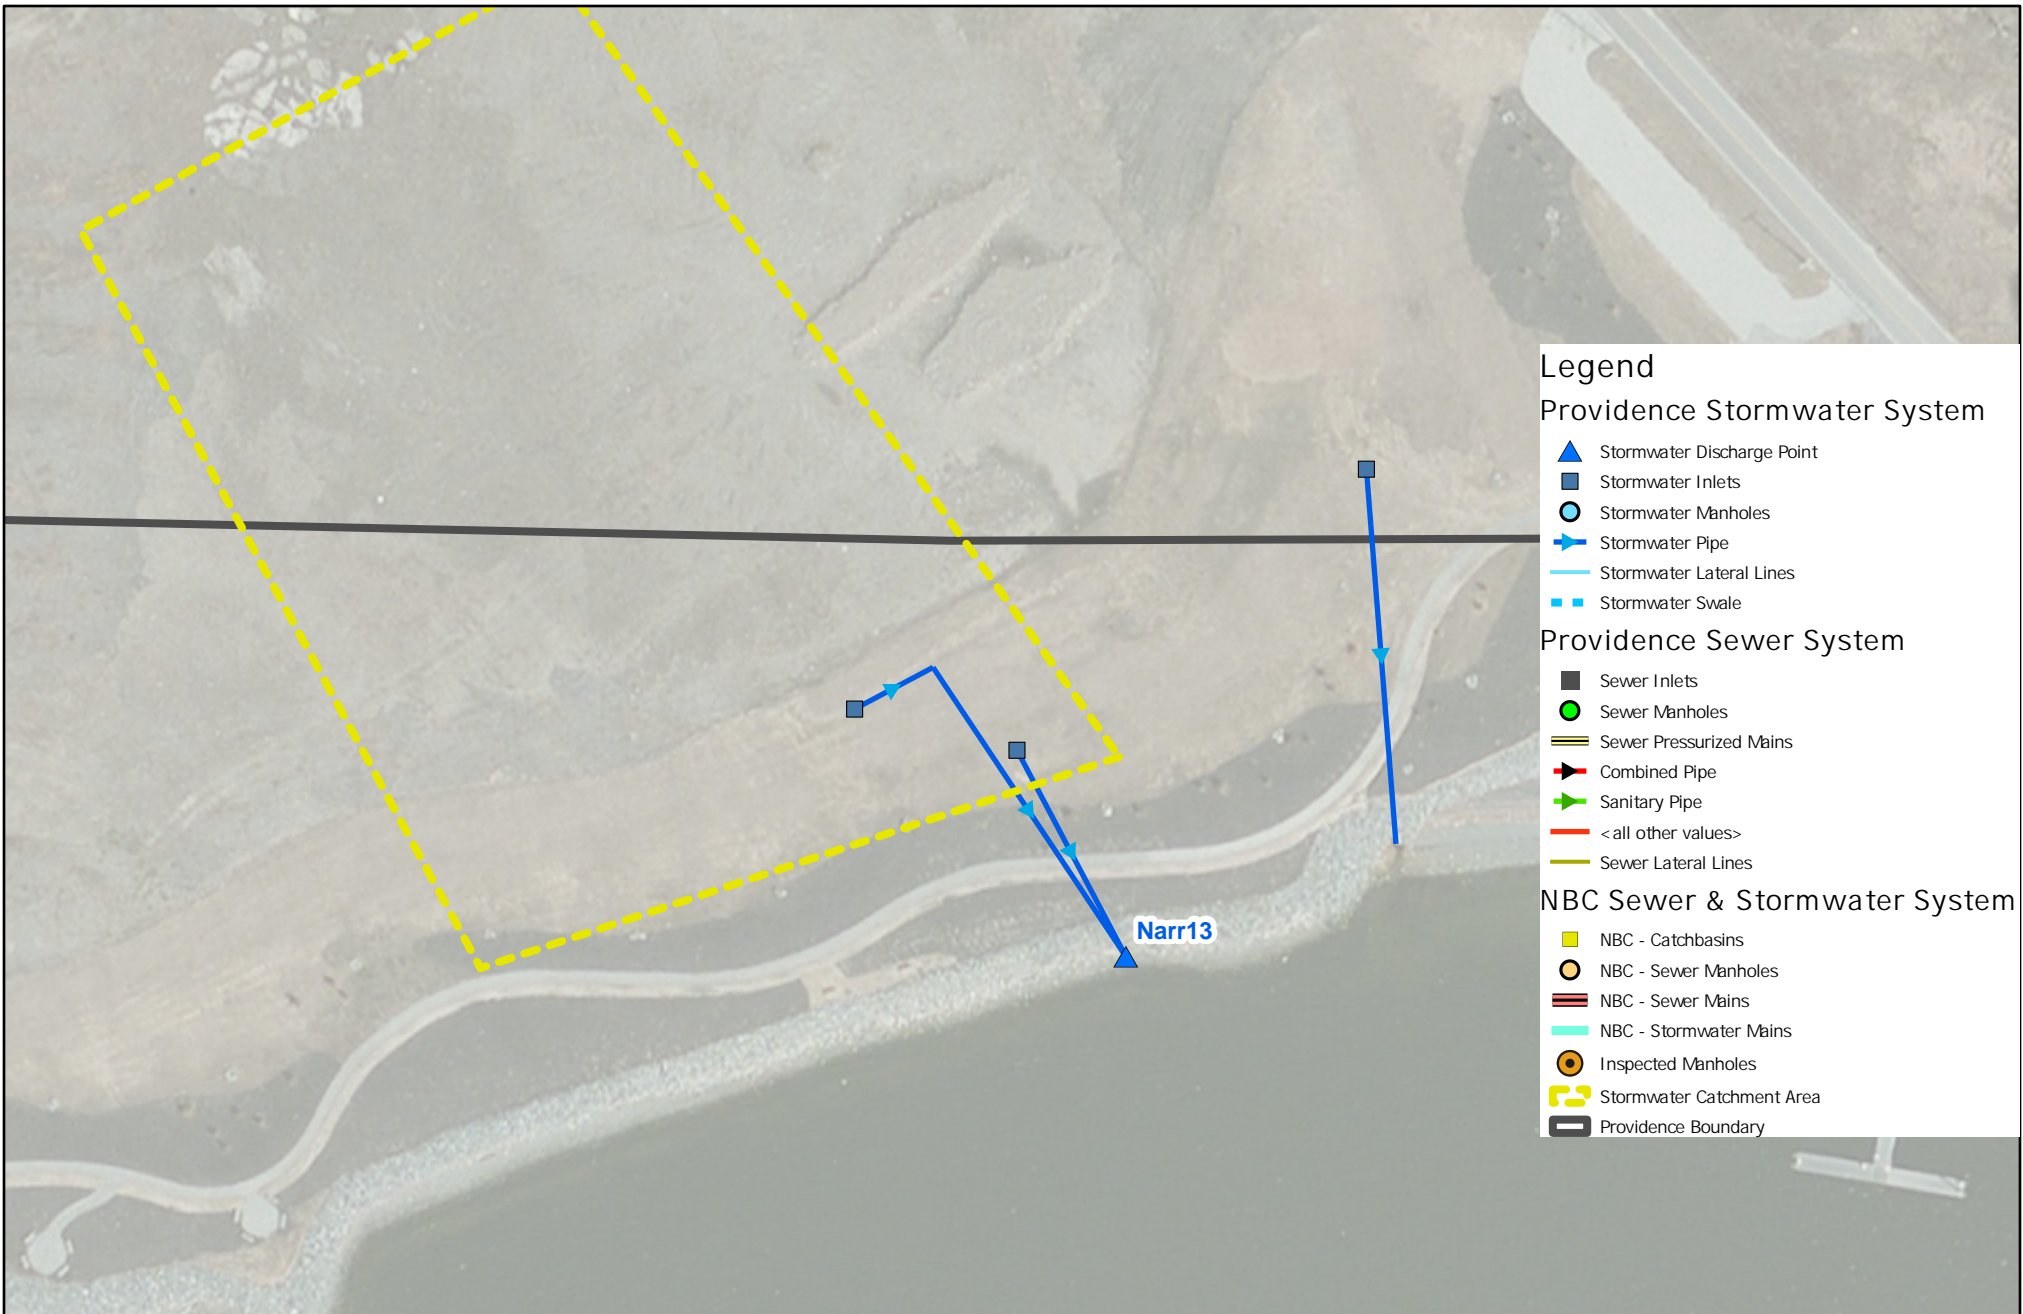 Legend
Providence Stormwater System
Stormwater Discharge Point
Stormwater Inlets
Stormwater Manholes
Stormwater Pipe
Stormwater Lateral Lines
Stormwater Swale
Providence Sewer System
Sewer Inlets
Sewer Manholes
Sewer Pressurized Mains
Combined Pipe
Sanitary Pipe
<all other values>
Sewer Lateral Lines
NBC Sewer & Stormwater System
NBC - Catchbasins
NBC - Sewer Manholes
NBC - Sewer Mains
NBC - Stormwater Mains
Inspected Manholes
Stormwater Catchment Area
Providence Boundary
Narr13